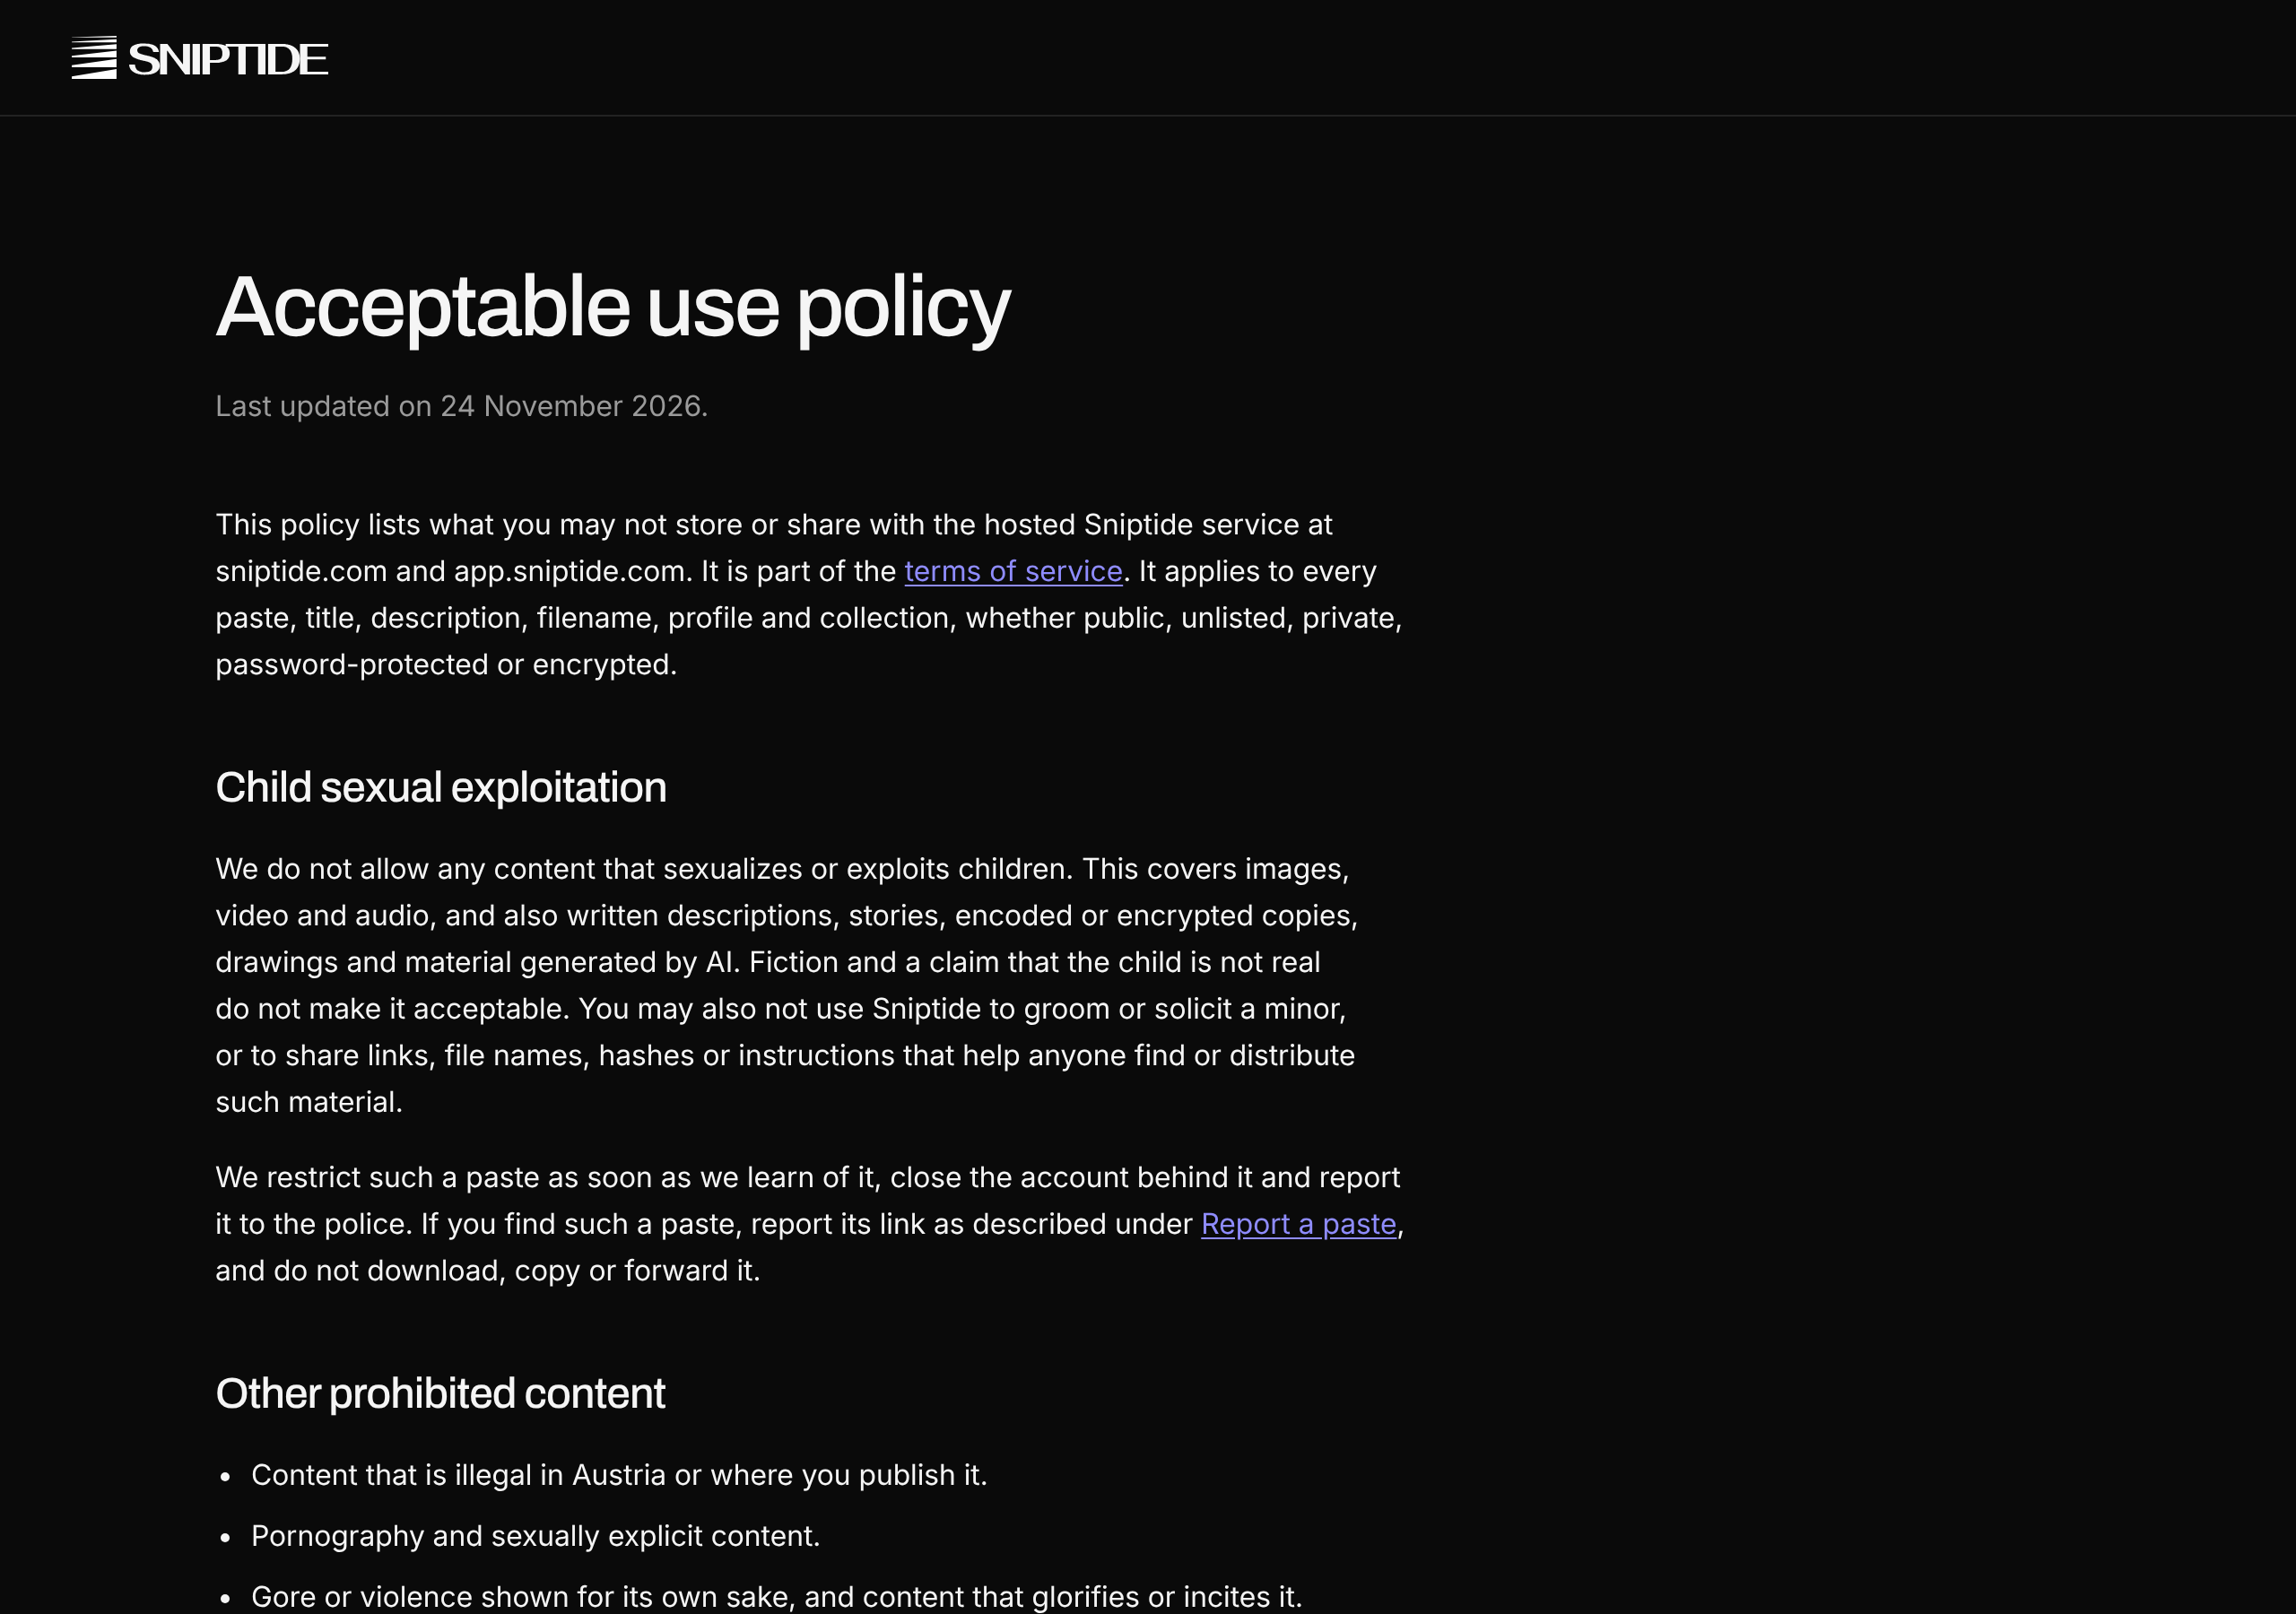 SNIPTIDE
Acceptable use policy
Last updated on 24 November 2026.
This policy lists what you may not store or share with the hosted Sniptide service at
sniptide.com and app.sniptide.com. It is part of the terms of service. It applies to every
paste, title, description, filename, profile and collection, whether public, unlisted, private,
password-protected or encrypted.
Child sexual exploitation
We do not allow any content that sexualizes or exploits children. This covers images,
video and audio, and also written descriptions, stories, encoded or encrypted copies,
drawings and material generated by AI. Fiction and a claim that the child is not real
do not make it acceptable. You may also not use Sniptide to groom or solicit a minor,
or to share links, file names, hashes or instructions that help anyone find or distribute
such material.
We restrict such a paste as soon as we learn of it, close the account behind it and report
it to the police. If you find such a paste, report its link as described under Report a paste,
and do not download, copy or forward it.
Other prohibited content
• Content that is illegal in Austria or where you publish it.
• Pornography and sexually explicit content.
• Gore or violence shown for its own sake, and content that glorifies or incites it.